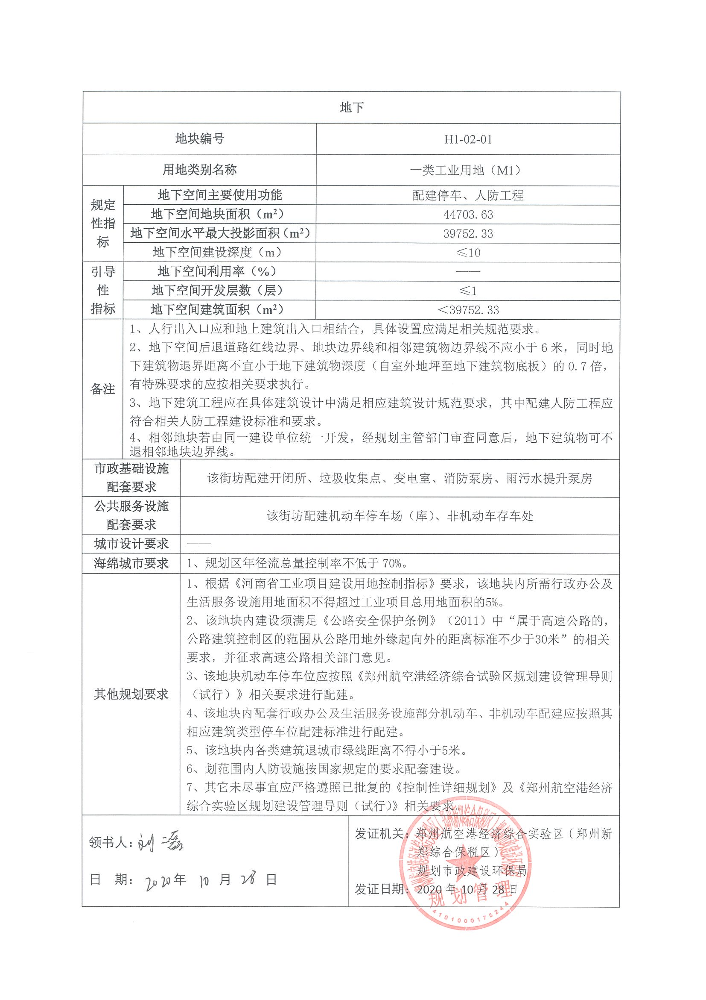 地下
地块编号
H1-02-01
用地类别名称
一类工业用地（M1）
规定
性指
标
地下空间主要使用功能
配建停车、人防工程
地下空间地块面积（m²）
44703.63
地下空间水平最大投影面积（m²）
39752.33
地下空间建设深度（m）
≤10
引导
性
指标
地下空间利用率（%）
——
地下空间开发层数（层）
≤1
地下空间建筑面积（m²）
＜39752.33
备注
1、人行出入口应和地上建筑出入口相结合，具体设置应满足相关规范要求。
2、地下空间后退道路红线边界、地块边界线和相邻建筑物边界线不应小于 6 米，同时地
下建筑物退界距离不宜小于地下建筑物深度（自室外地坪至地下建筑物底板）的 0.7 倍，
有特殊要求的应按相关要求执行。
3、地下建筑工程应在具体建筑设计中满足相应建筑设计规范要求，其中配建人防工程应
符合相关人防工程建设标准和要求。
4、相邻地块若由同一建设单位统一开发，经规划主管部门审查同意后，地下建筑物可不
退相邻地块边界线。
市政基础设施
配套要求
该街坊配建开闭所、垃圾收集点、变电室、消防泵房、雨污水提升泵房
公共服务设施
配套要求
该街坊配建机动车停车场（库）、非机动车存车处
城市设计要求
——
海绵城市要求
1、规划区年径流总量控制率不低于 70%。
其他规划要求
1、根据《河南省工业项目建设用地控制指标》要求，该地块内所需行政办公及
生活服务设施用地面积不得超过工业项目总用地面积的5%。
2、该地块内建设须满足《公路安全保护条例》（2011）中“属于高速公路的，
公路建筑控制区的范围从公路用地外缘起向外的距离标准不少于30米”的相关
要求，并征求高速公路相关部门意见。
3、该地块机动车停车位应按照《郑州航空港经济综合试验区规划建设管理导则
（试行）》相关要求进行配建。
4、该地块内配套行政办公及生活服务设施部分机动车、非机动车配建应按照其
相应建筑类型停车位配建标准进行配建。
5、该地块内各类建筑退城市绿线距离不得小于5米。
6、划范围内人防设施按国家规定的要求配套建设。
7、其它未尽事宜应严格遵照已批复的《控制性详细规划》及《郑州航空港经济
综合实验区规划建设管理导则（试行）》相关要求。
领书人：刘磊
日 期：2020年 10 月 28 日
发证机关：郑州航空港经济综合实验区（郑州新
郑综合保税区）
规划市政建设环保局
发证日期：2020 年 10 月 28 日
规划管理
4101000175244